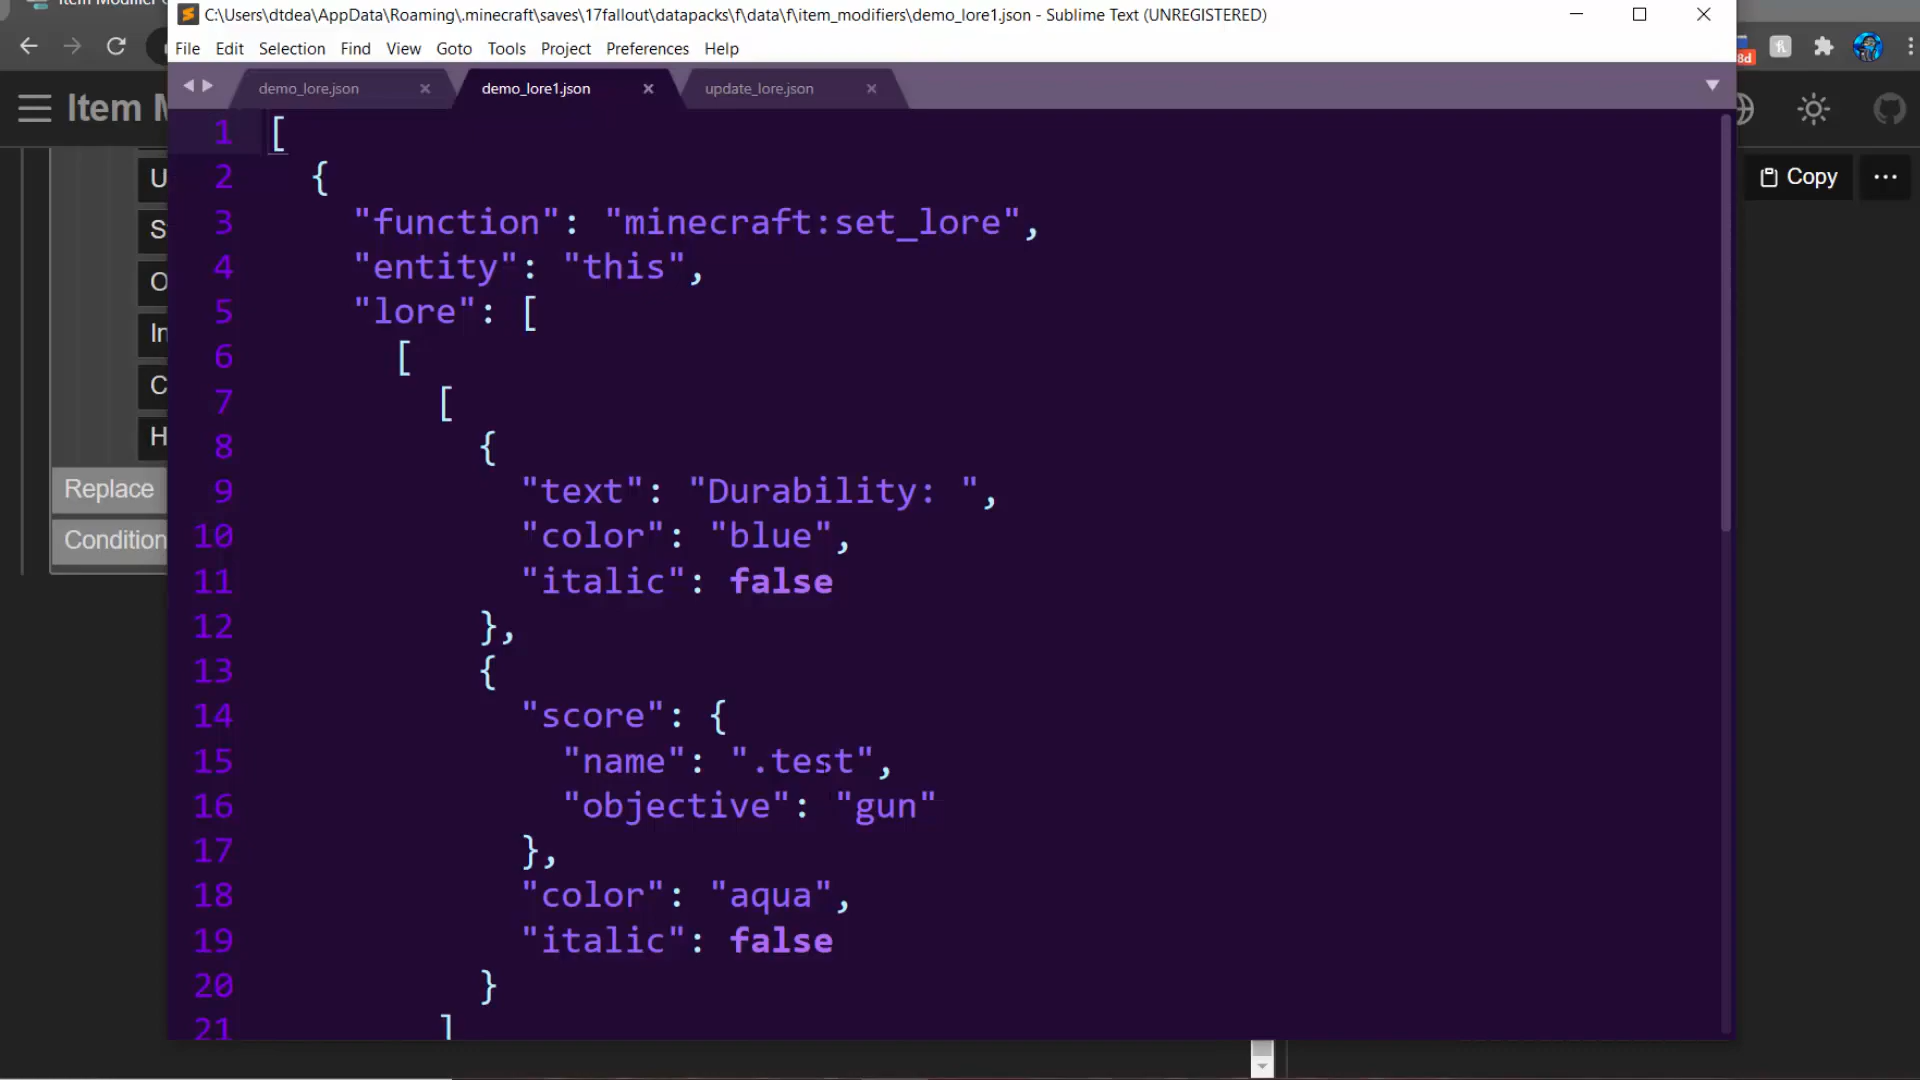 C:\Users\dtdea\AppData\Roaming\.minecraft\saves\17fallout\datapacks\f\data\f\item_modifiers\demo_lore1.json - Sublime Text (UNREGISTERED)
File Edit Selection Find View Goto Tools Project Preferences Help
demo_lore.json demo_lore1.json update_lore.json
8d
Item M
Copy
U
S
O
In
C
H
Replace
Condition
1 [
2 {
3 "function": "minecraft:set_lore",
4 "entity": "this",
5 "lore": [
6 [
7 [
8 {
9 "text": "Durability: ",
10 "color": "blue",
11 "italic": false
12 },
13 {
14 "score": {
15 "name": ".test",
16 "objective": "gun"
17 },
18 "color": "aqua",
19 "italic": false
20 }
21 ]